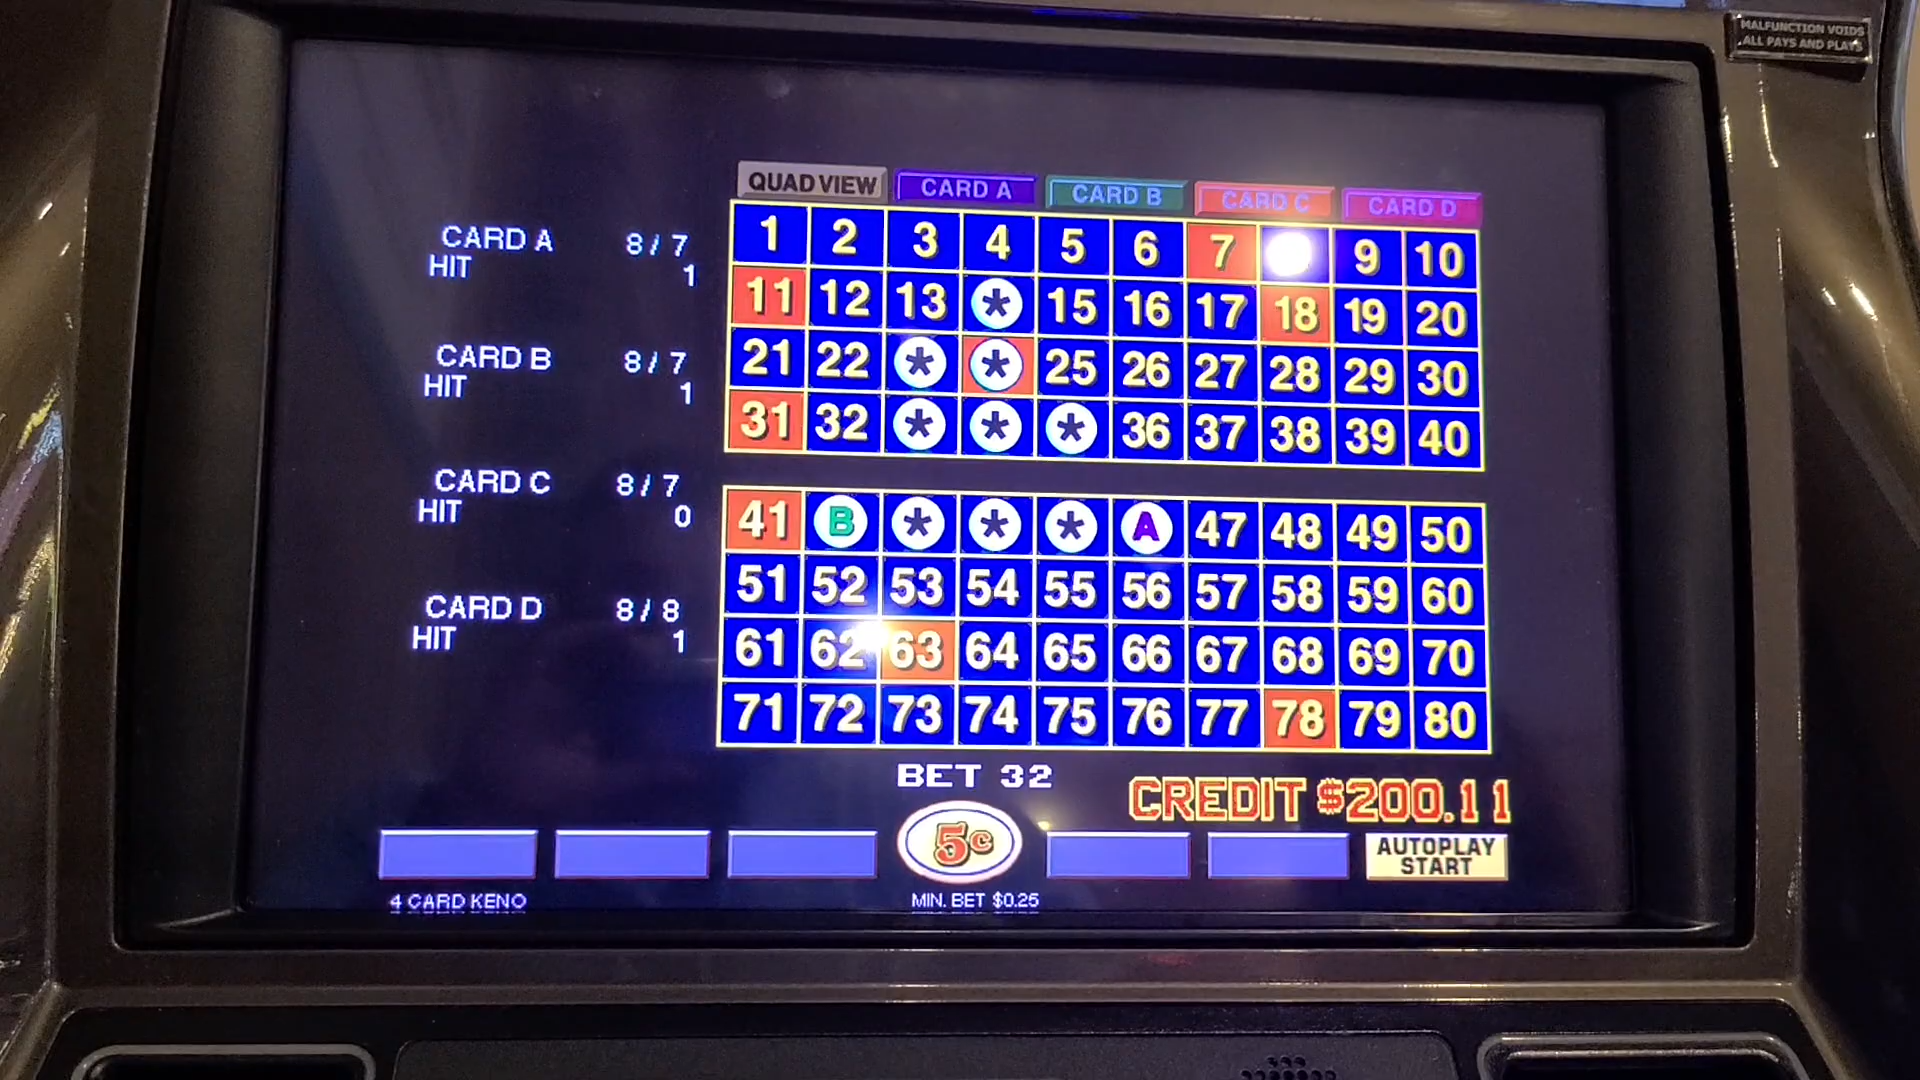 MALFUNCTION VOIDS
ALL PAYS AND PLAYS
QUAD VIEW CARD A CARD B CARD C CARD D
CARD A 8/7
HIT 1
CARD B 8/7
HIT 1
CARD C 8/7
HIT 0
CARD D 8/8
HIT 1
1 2 3 4 5 6 7 9 10
11 12 13 * 15 16 17 18 19 20
21 22 * * 25 26 27 28 29 30
31 32 * * * 36 37 38 39 40
41 B * * * A 47 48 49 50
51 52 53 54 55 56 57 58 59 60
61 62 63 64 65 66 67 68 69 70
71 72 73 74 75 76 77 78 79 80
BET 32
CREDIT $200.11
5¢
AUTOPLAY
START
4 CARD KENO
MIN. BET $0.25